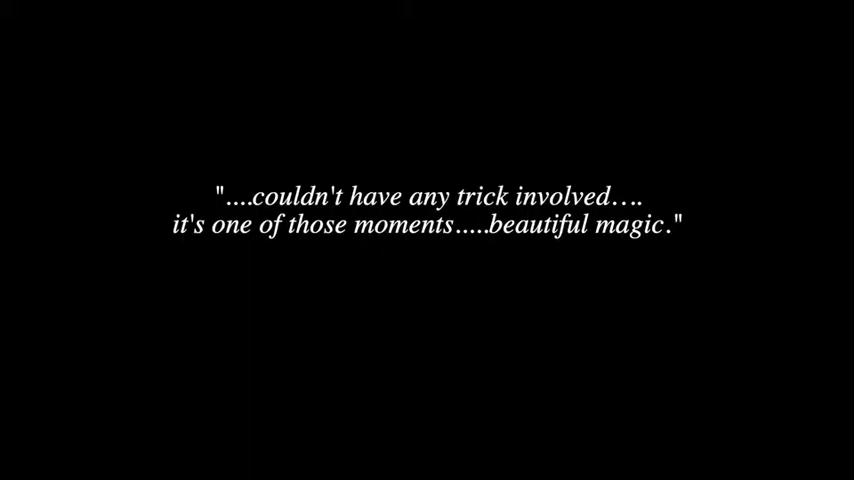 "....couldn't have any trick involved….
it's one of those moments.....beautiful magic."